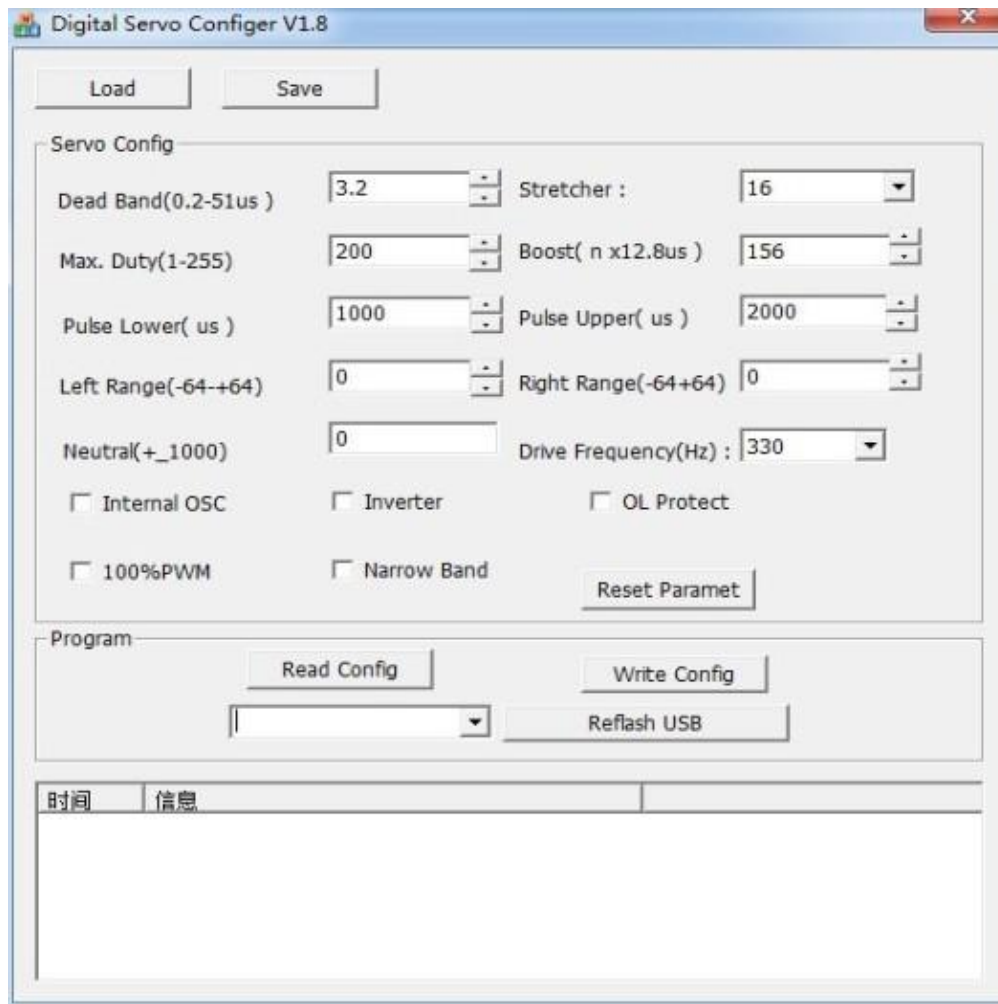 Digital Servo Configer V1.8
Load Save
Servo Config
Dead Band(0.2-51us ) 3.2 Stretcher : 16
Max. Duty(1-255) 200 Boost( n x12.8us ) 156
Pulse Lower( us ) 1000 Pulse Upper( us ) 2000
Left Range(-64-+64) 0 Right Range(-64+64) 0
Neutral(+_1000) 0 Drive Frequency(Hz) : 330
Internal OSC Inverter OL Protect
100%PWM Narrow Band Reset Paramet
Program
Read Config Write Config
Reflash USB
时间 信息